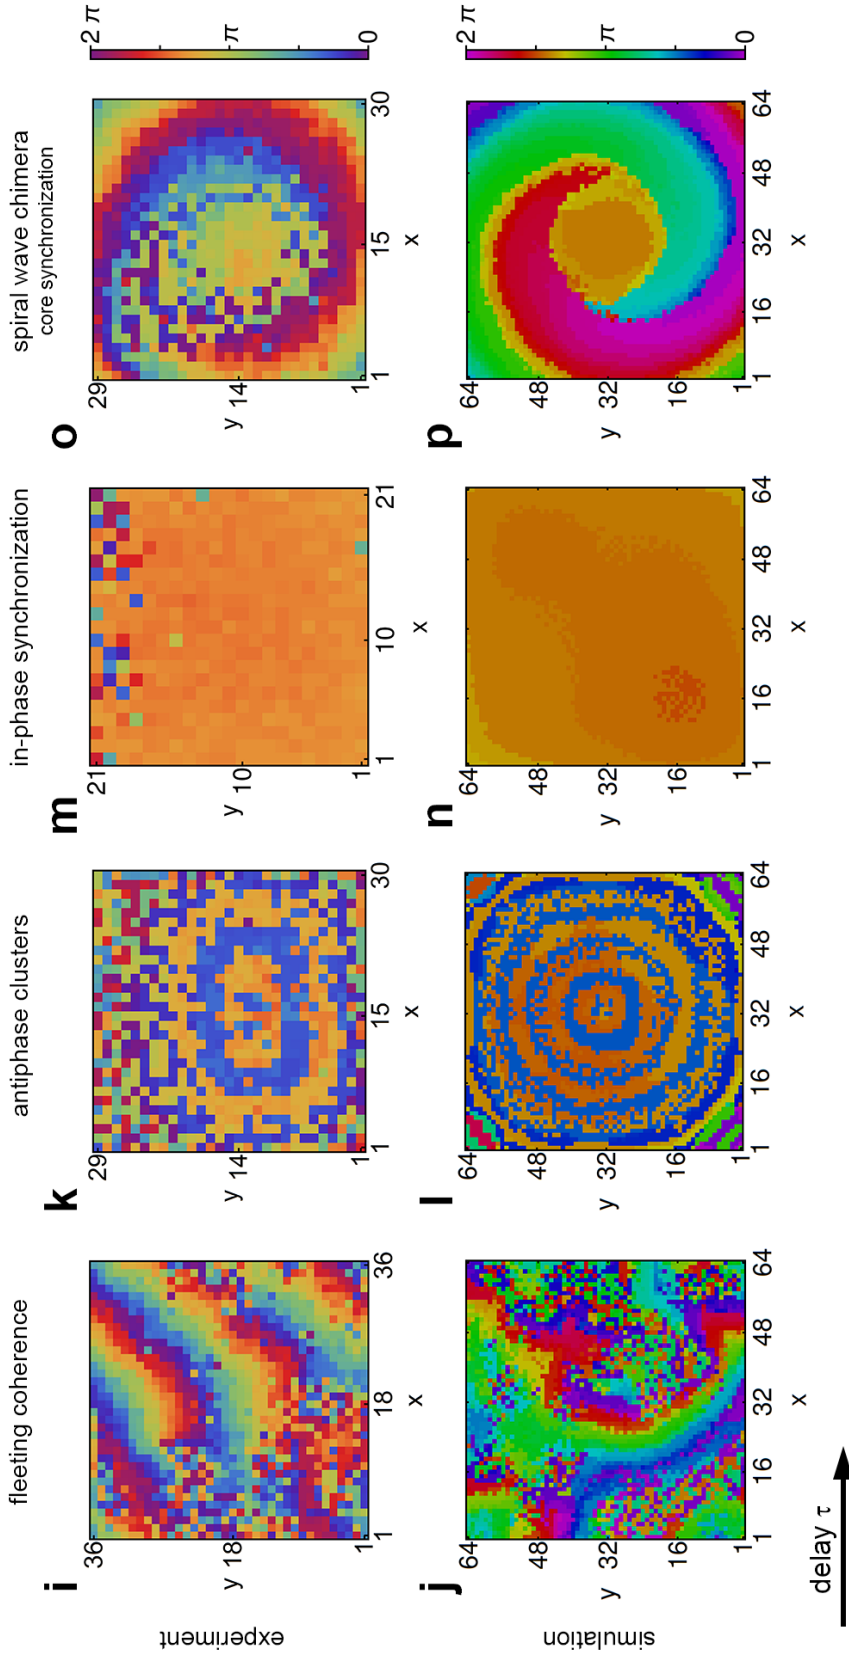 fleeting coherence
antiphase clusters
in-phase synchronization
spiral wave chimera
core synchronization
experiment
i
36
y 18
1
1 18 36
x
k
29
y 14
1
1 15 30
x
m
21
y 10
1
1 10 21
x
o
29
y 14
1
1 15 30
x
2 π
π
0
simulation
j
64
48
y 32
16
1
1 16 32 48 64
x
l
64
48
y 32
16
1
1 16 32 48 64
x
n
64
48
y 32
16
1
1 16 32 48 64
x
p
64
48
y 32
16
1
1 16 32 48 64
x
2 π
π
0
delay τ